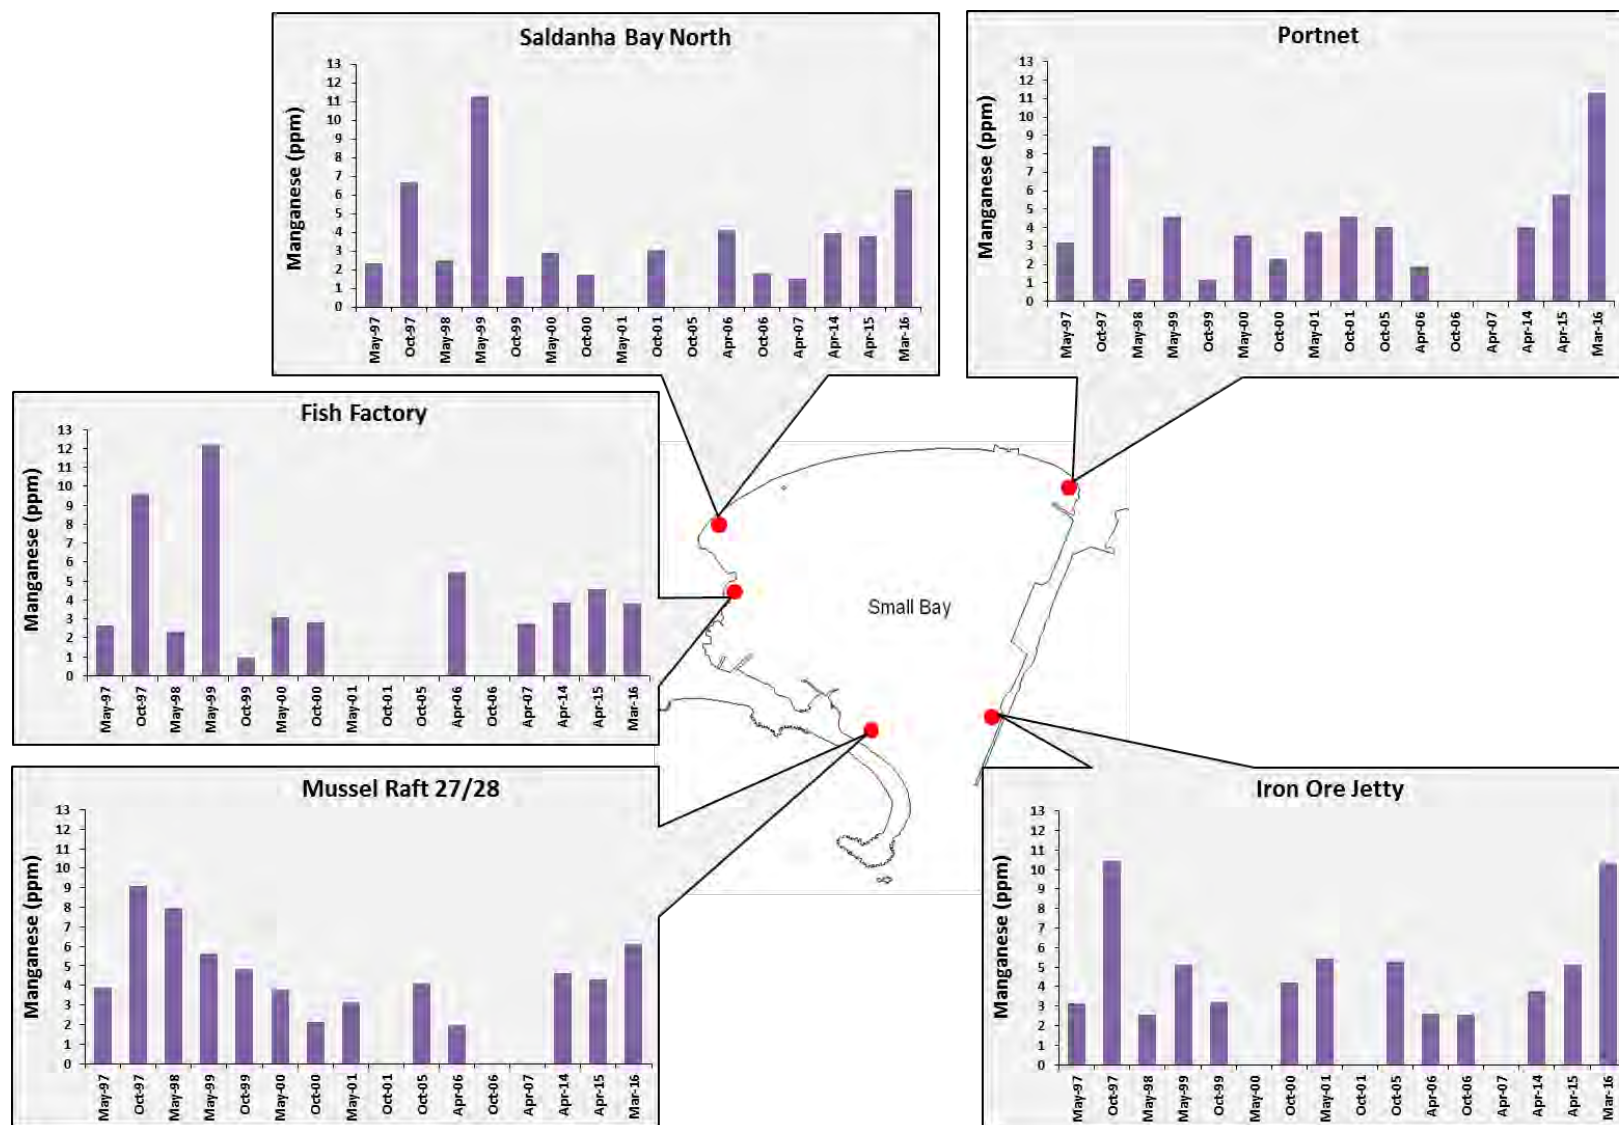 Saldanha Bay North
Manganese (ppm)
13
12
11
10
9
8
7
6
5
4
3
2
1
0
May-97
Oct-97
May-98
May-99
Oct-99
May-00
Oct-00
May-01
Oct-01
Oct-05
Apr-06
Oct-06
Apr-07
Apr-14
Apr-15
Mar-16
Portnet
Manganese (ppm)
13
12
11
10
9
8
7
6
5
4
3
2
1
0
May-97
Oct-97
May-98
May-99
Oct-99
May-00
Oct-00
May-01
Oct-01
Oct-05
Apr-06
Oct-06
Apr-07
Apr-14
Apr-15
Mar-16
Fish Factory
Manganese (ppm)
13
12
11
10
9
8
7
6
5
4
3
2
1
0
May-97
Oct-97
May-98
May-99
Oct-99
May-00
Oct-00
May-01
Oct-01
Oct-05
Apr-06
Oct-06
Apr-07
Apr-14
Apr-15
Mar-16
Small Bay
Mussel Raft 27/28
Manganese (ppm)
13
12
11
10
9
8
7
6
5
4
3
2
1
0
May-97
Oct-97
May-98
May-99
Oct-99
May-00
Oct-00
May-01
Oct-01
Oct-05
Apr-06
Oct-06
Apr-07
Apr-14
Apr-15
Mar-16
Iron Ore Jetty
Manganese (ppm)
13
12
11
10
9
8
7
6
5
4
3
2
1
0
May-97
Oct-97
May-98
May-99
Oct-99
May-00
Oct-00
May-01
Oct-01
Oct-05
Apr-06
Oct-06
Apr-07
Apr-14
Apr-15
Mar-16